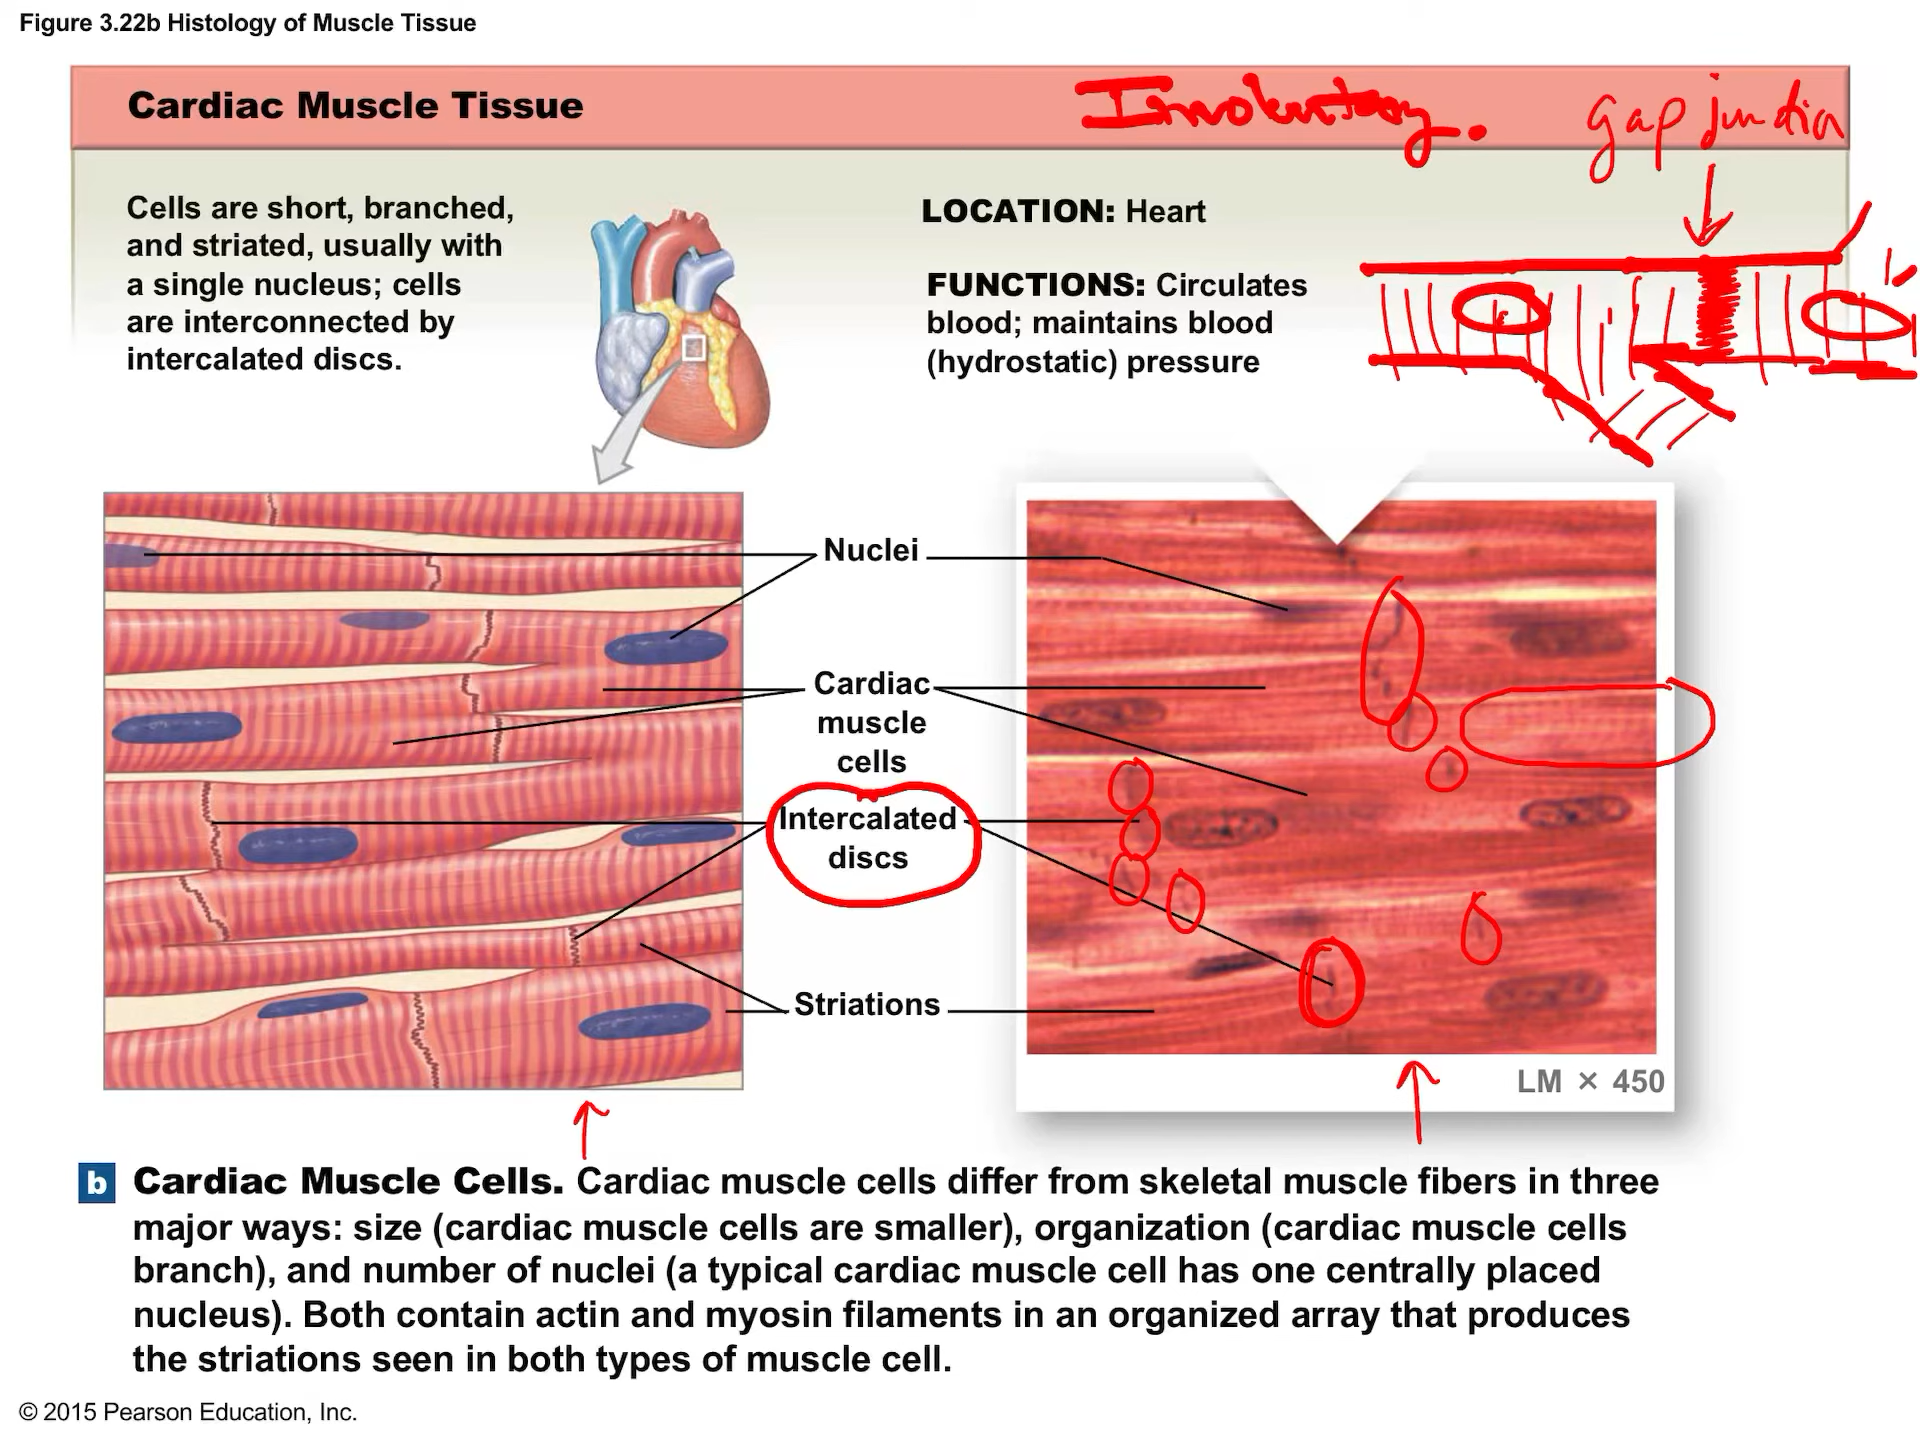 Figure 3.22b Histology of Muscle Tissue
Cardiac Muscle Tissue
Involuntary.
gap junction
Cells are short, branched,
and striated, usually with
a single nucleus; cells
are interconnected by
intercalated discs.
LOCATION: Heart
FUNCTIONS: Circulates
blood; maintains blood
(hydrostatic) pressure
Nuclei
Cardiac
muscle
cells
Intercalated
discs
Striations
LM × 450
b Cardiac Muscle Cells. Cardiac muscle cells differ from skeletal muscle fibers in three
major ways: size (cardiac muscle cells are smaller), organization (cardiac muscle cells
branch), and number of nuclei (a typical cardiac muscle cell has one centrally placed
nucleus). Both contain actin and myosin filaments in an organized array that produces
the striations seen in both types of muscle cell.
© 2015 Pearson Education, Inc.